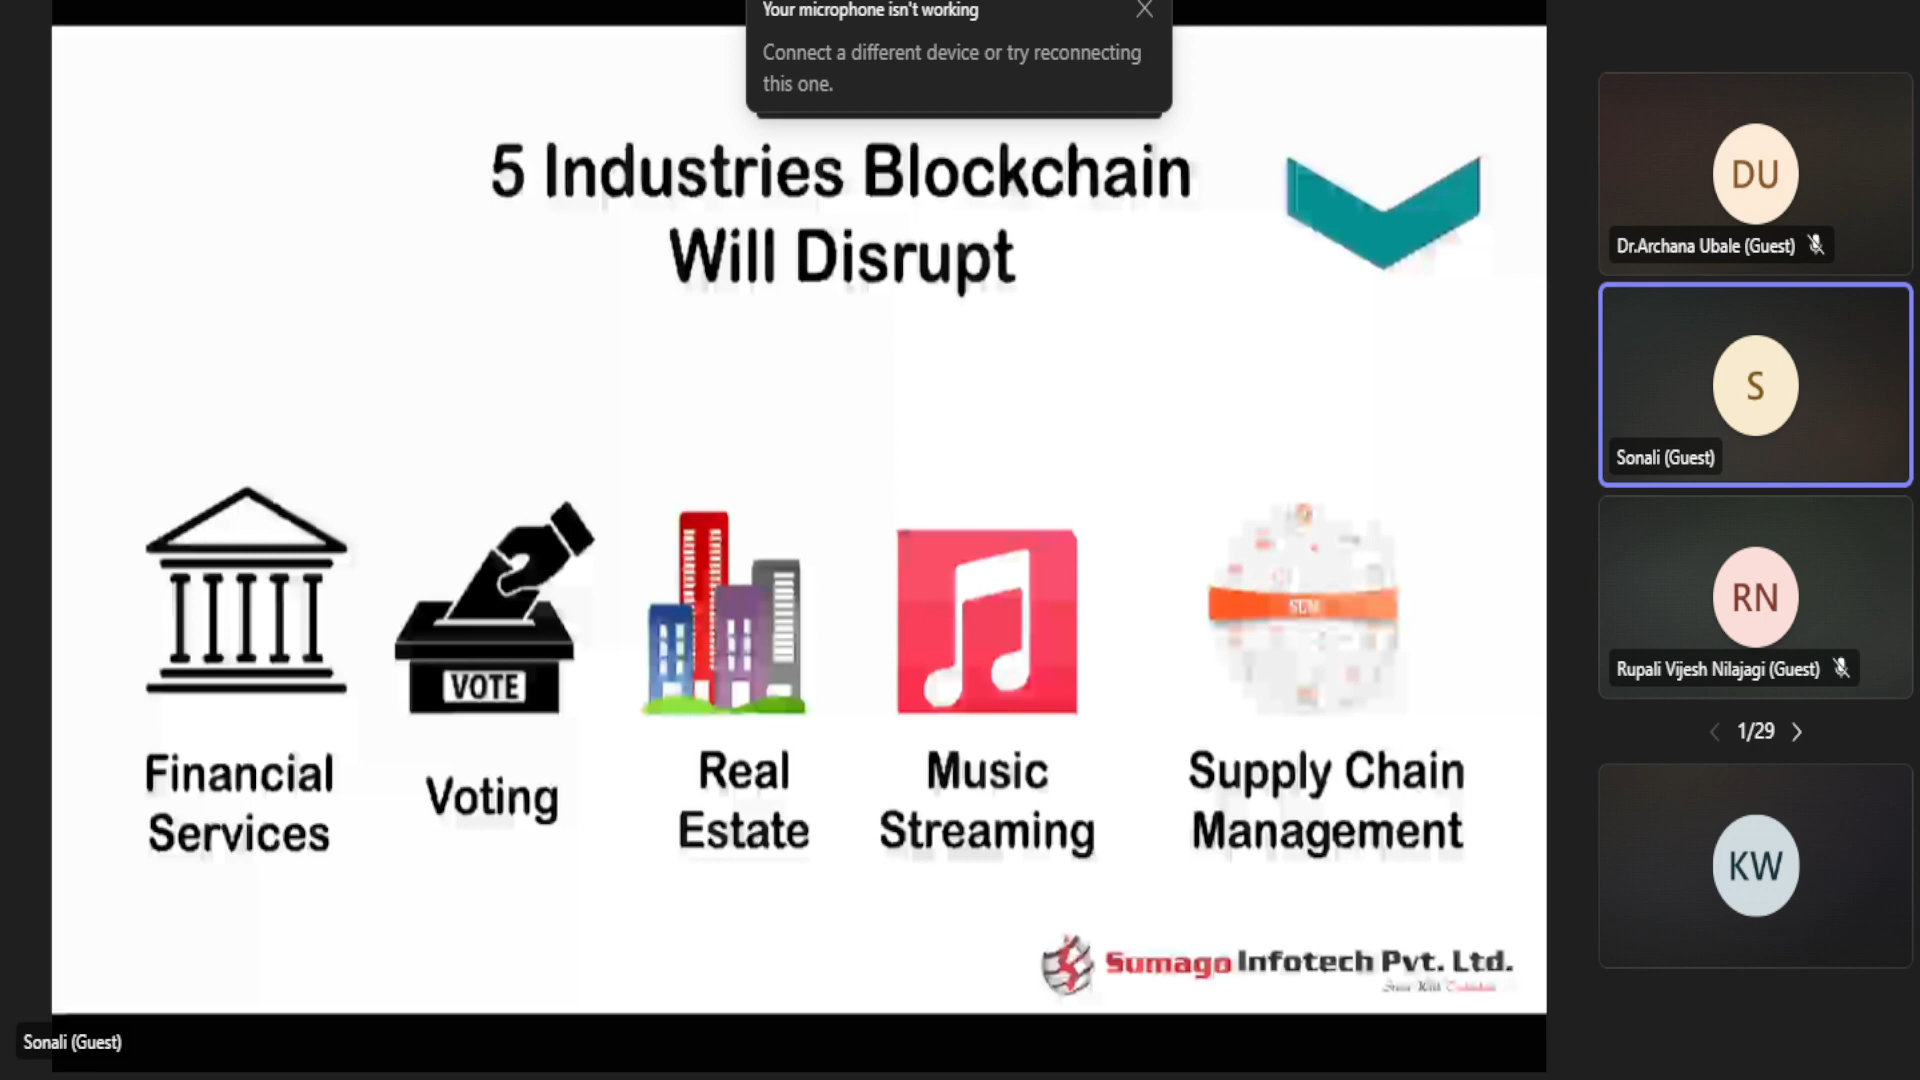 Your microphone isn't working
Connect a different device or try reconnecting
this one.
5 Industries Blockchain
Will Disrupt
VOTE
SCM
Financial
Services
Voting
Real
Estate
Music
Streaming
Supply Chain
Management
Sumago Infotech Pvt. Ltd.
Sonali (Guest)
DU
Dr.Archana Ubale (Guest)
S
Sonali (Guest)
RN
Rupali Vijesh Nilajagi (Guest)
1/29
KW